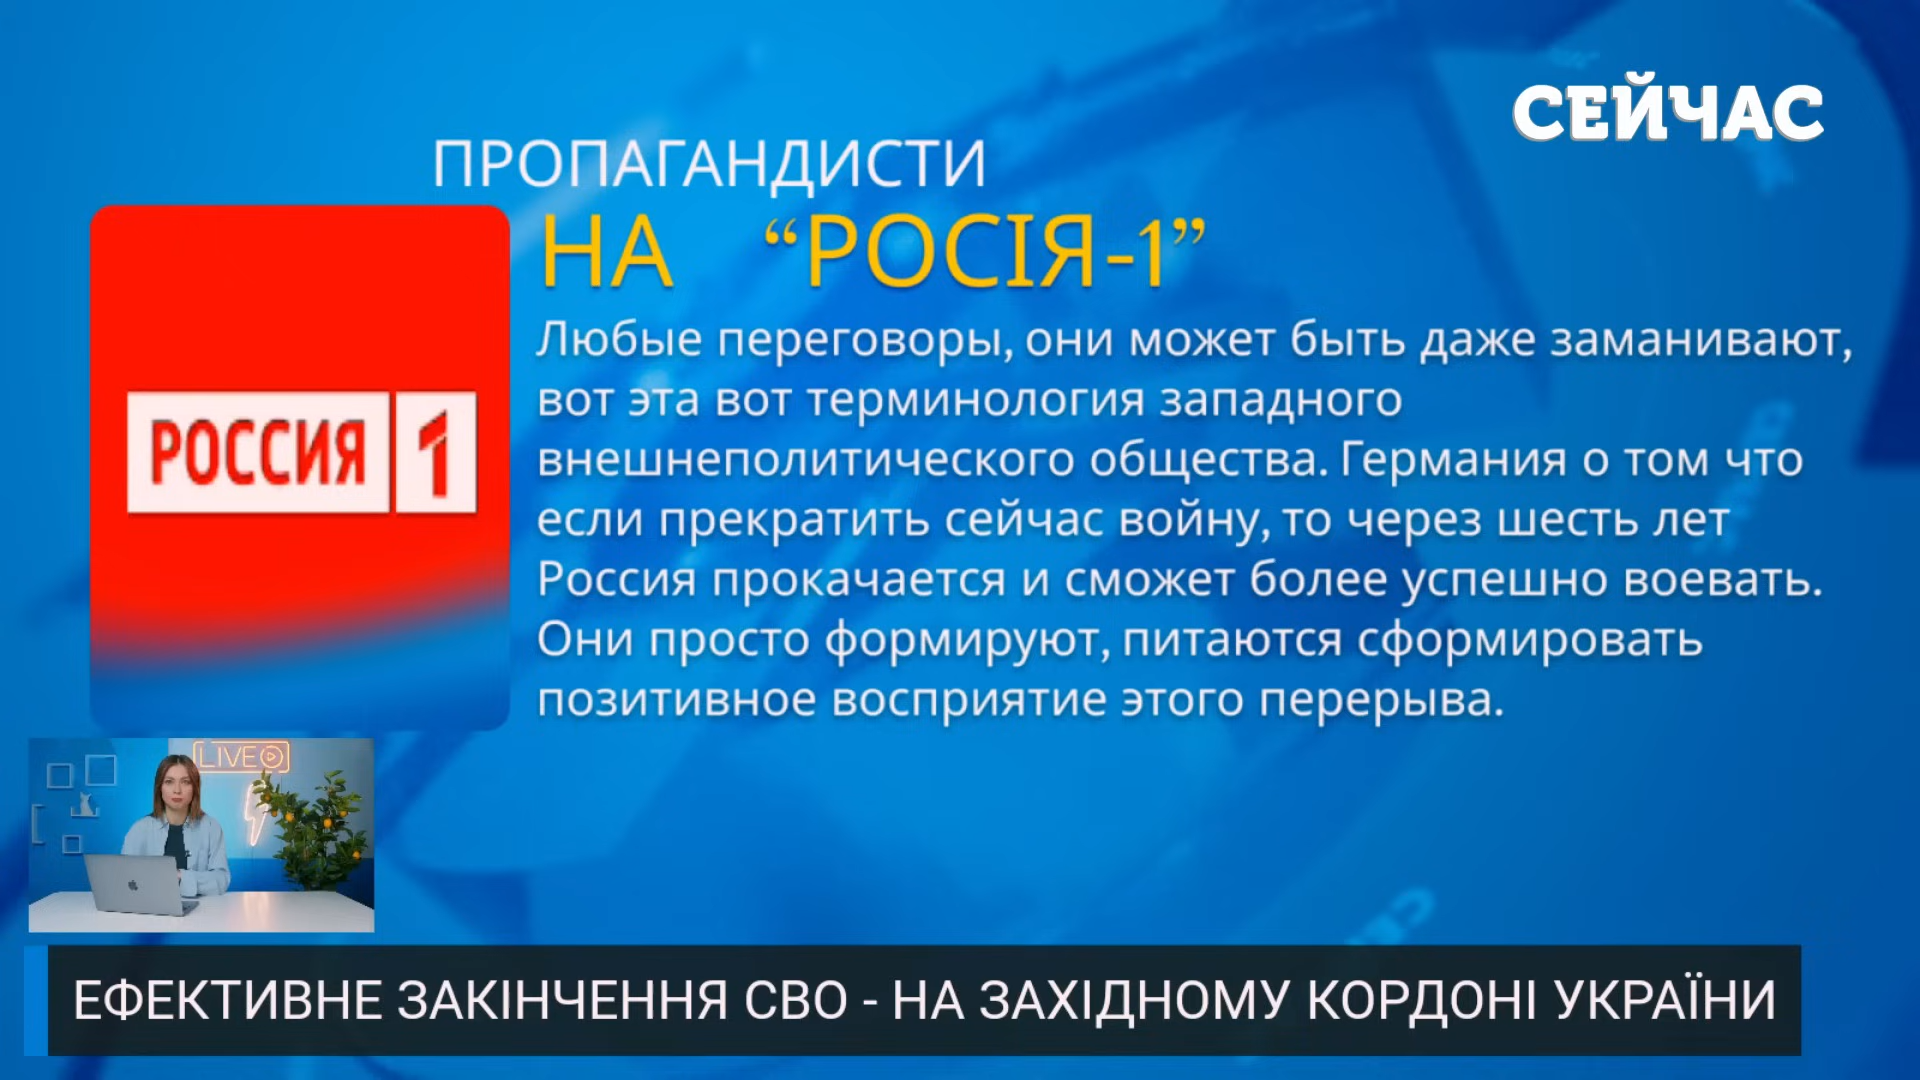 СЕЙЧАС
ПРОПАГАНДИСТИ
НА “РОСІЯ-1”
РОССИЯ 1
Любые переговоры, они может быть даже заманивают,
вот эта вот терминология западного
внешнеполитического общества. Германия о том что
если прекратить сейчас войну, то через шесть лет
Россия прокачается и сможет более успешно воевать.
Они просто формируют, питаются сформировать
позитивное восприятие этого перерыва.
LIVE
ЕФЕКТИВНЕ ЗАКІНЧЕННЯ СВО - НА ЗАХІДНОМУ КОРДОНІ УКРАЇНИ